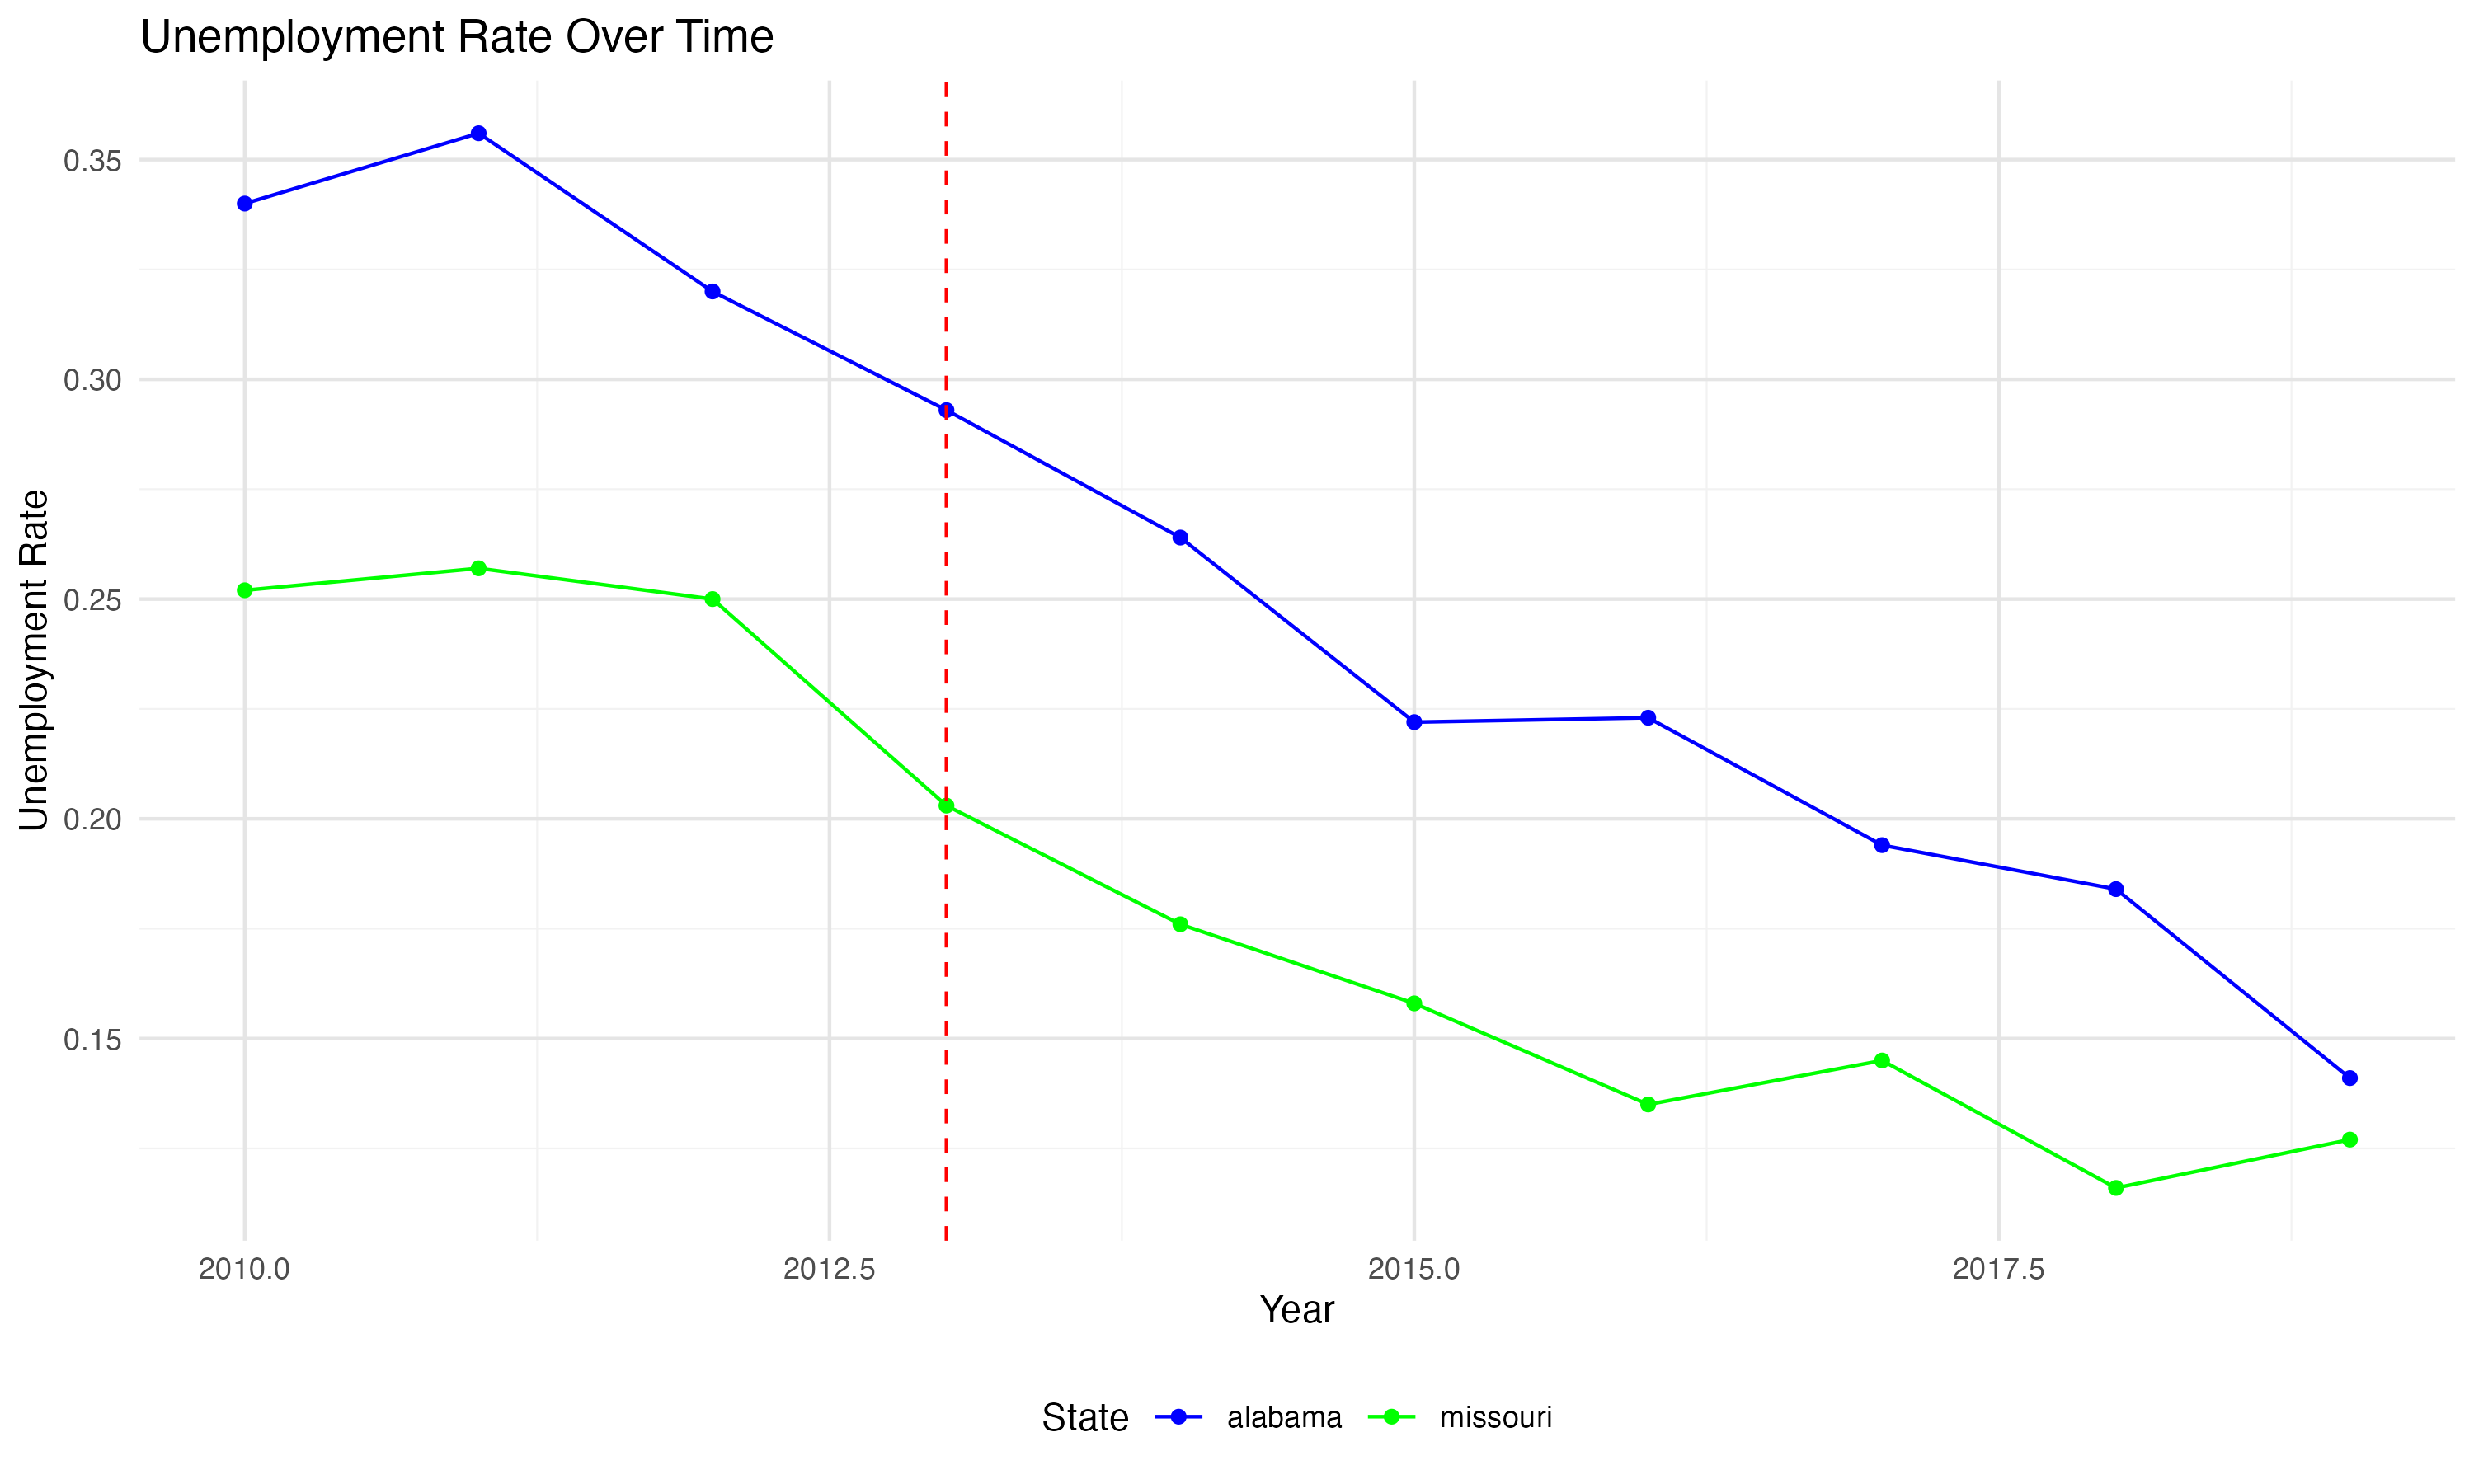 Unemployment Rate Over Time
Unemployment Rate
0.35
0.30
0.25
0.20
0.15
2010.0 2012.5 2015.0 2017.5
Year
State alabama missouri